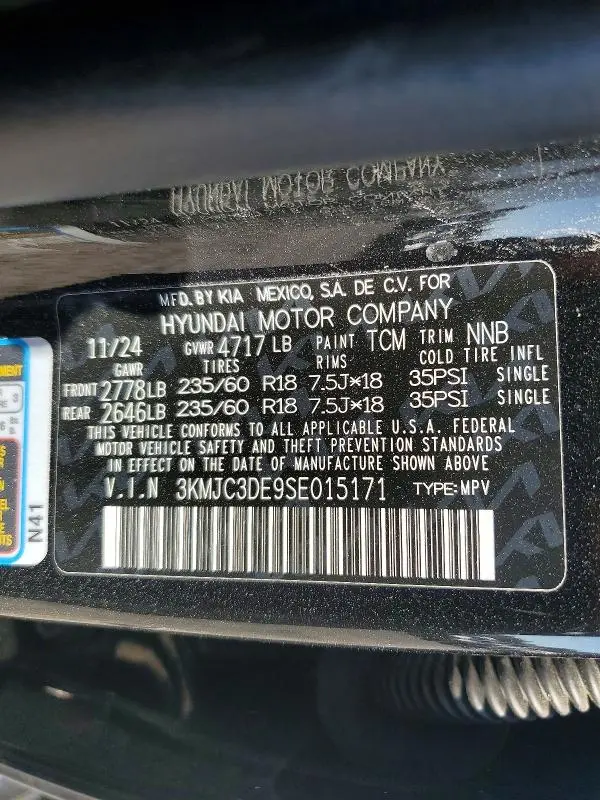 MFD. BY KIA MEXICO, S.A. DE C.V. FOR
HYUNDAI MOTOR COMPANY
11/24 GVWR 4717 LB PAINT TCM TRIM NNB
GAWR TIRES RIMS COLD TIRE INFL
FRONT 2778LB 235/60 R18 7.5J×18 35PSI SINGLE
REAR 2646LB 235/60 R18 7.5J×18 35PSI SINGLE
THIS VEHICLE CONFORMS TO ALL APPLICABLE U.S.A. FEDERAL
MOTOR VEHICLE SAFETY AND THEFT PREVENTION STANDARDS
IN EFFECT ON THE DATE OF MANUFACTURE SHOWN ABOVE
V.I.N 3KMJC3DE9SE015171 TYPE:MPV
N41